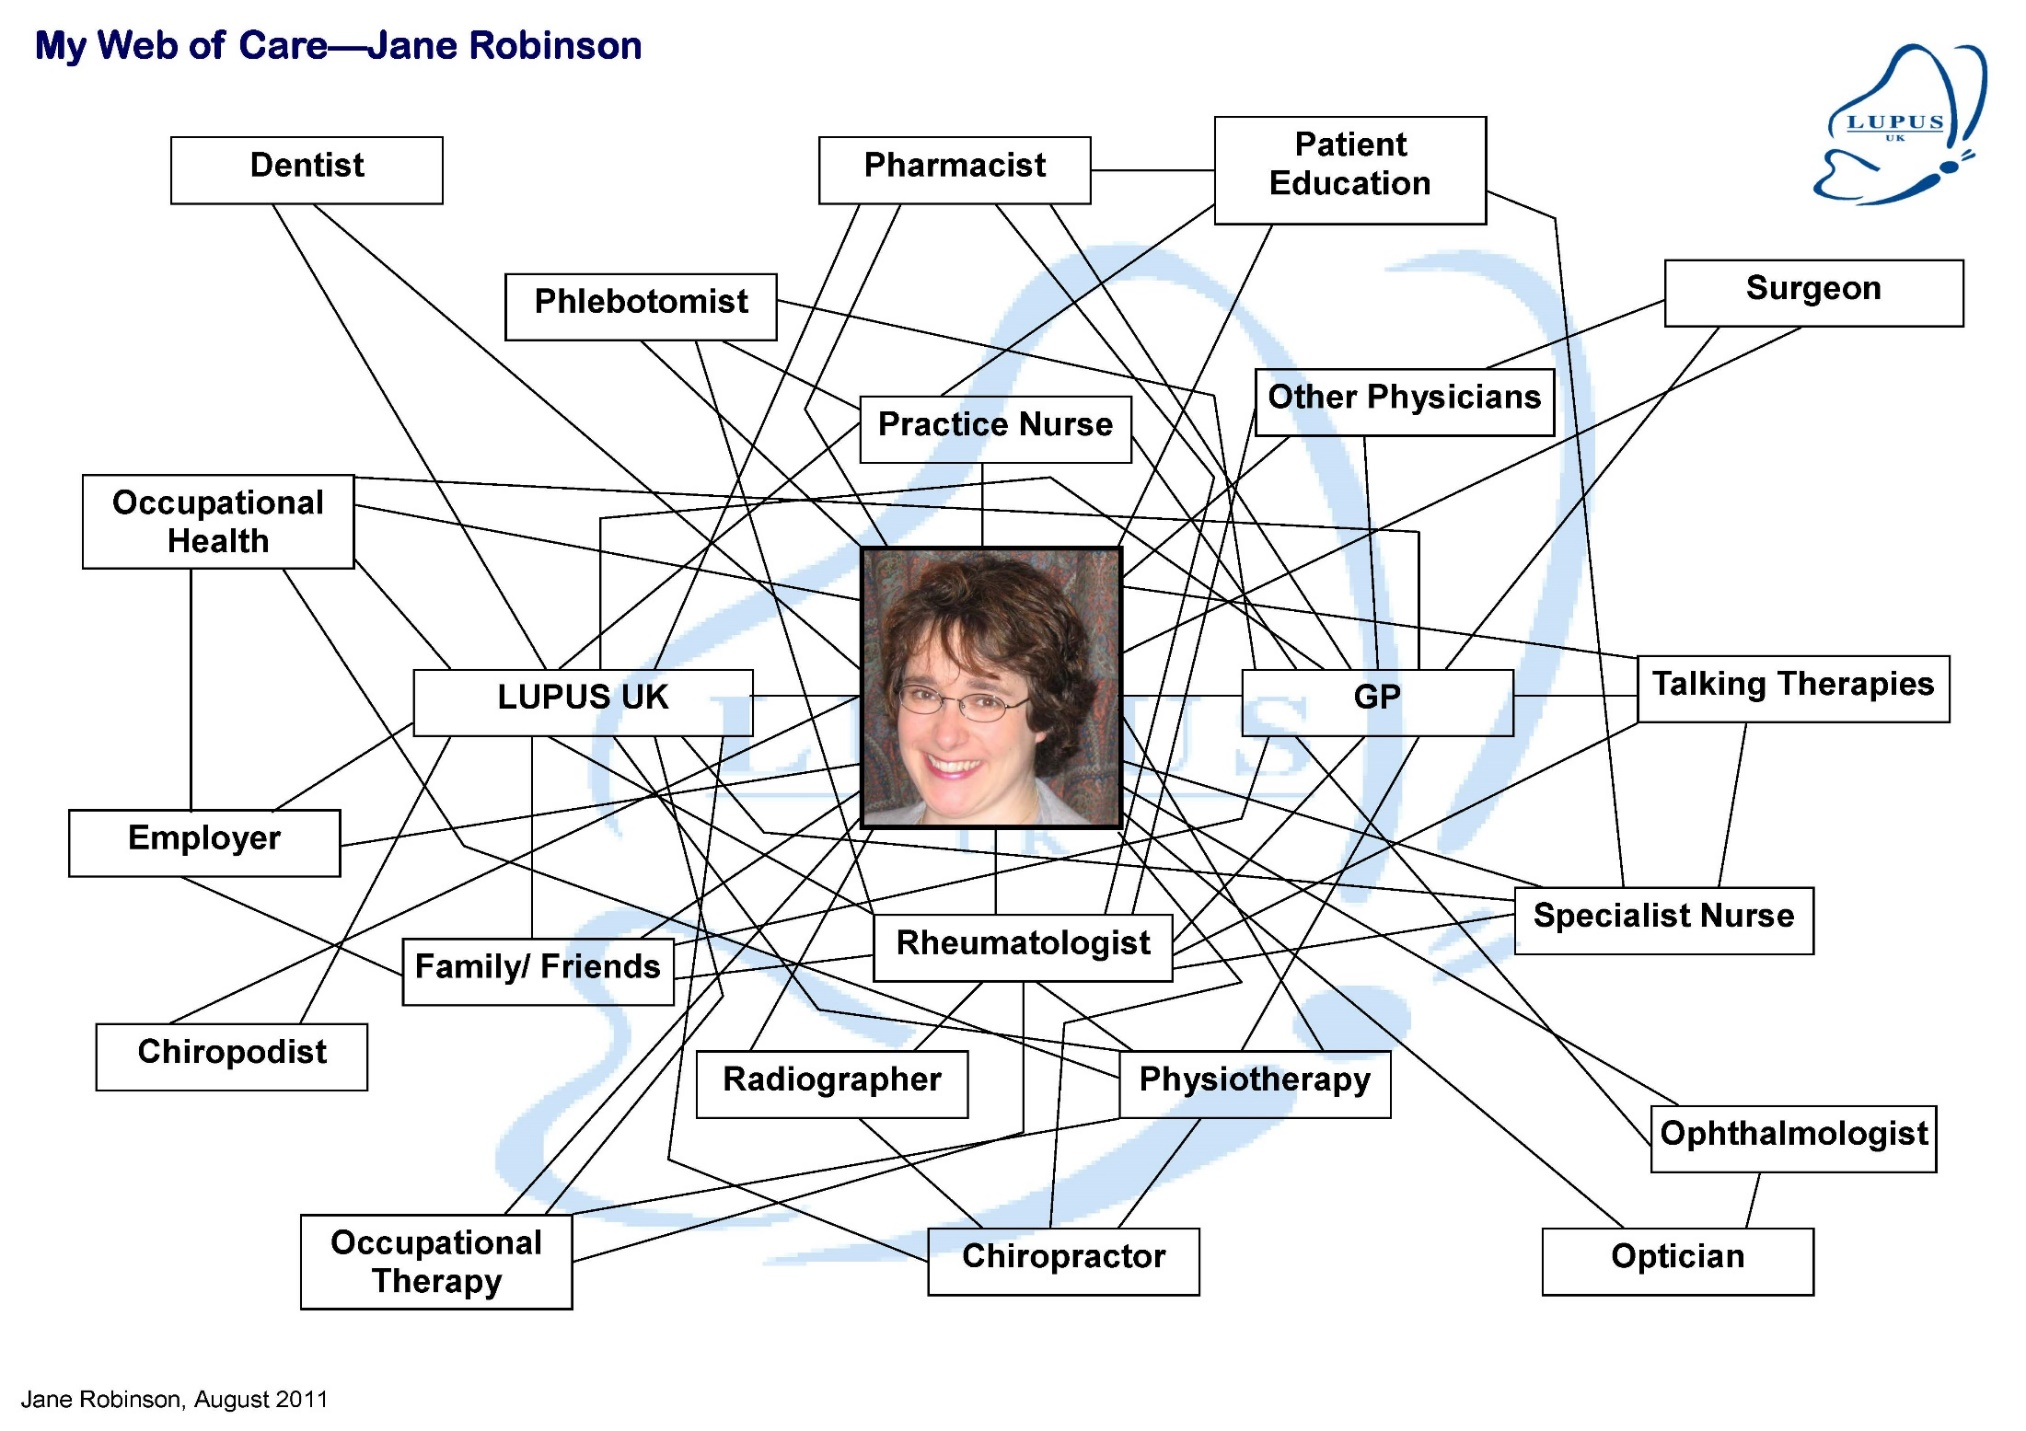 My Web of Care—Jane Robinson
LUPUS
UK
Dentist
Pharmacist
Patient
Education
Phlebotomist
Surgeon
Other Physicians
Practice Nurse
Occupational
Health
LUPUS UK
GP
Talking Therapies
LUPUS
UK
Employer
Specialist Nurse
Rheumatologist
Family/ Friends
Chiropodist
Radiographer
Physiotherapy
Ophthalmologist
Occupational
Therapy
Chiropractor
Optician
Jane Robinson, August 2011